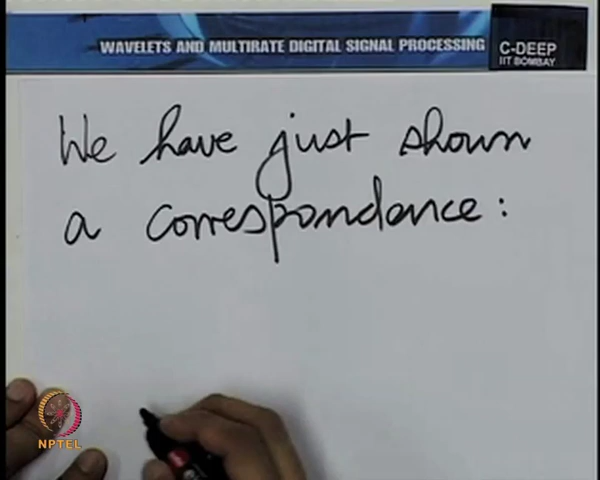 WAVELETS AND MULTIRATE DIGITAL SIGNAL PROCESSING
C-DEEP
IIT BOMBAY
We have just shown
a correspondence:
NPTEL